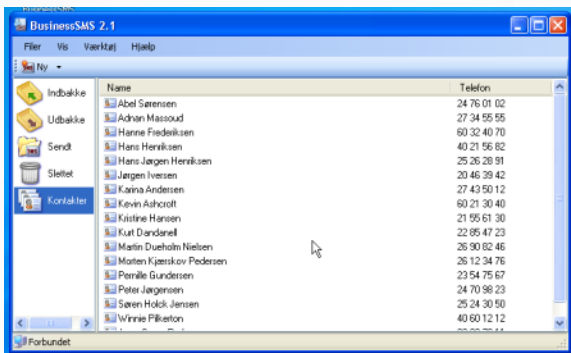 BusinessSMS 2.1
Filer Vis Værktøj Hjælp
Ny
Indbakke
Udbakke
Sendt
Slettet
Kontakter
Name Telefon
Abel Sørensen 24 76 01 02
Adnan Massoud 27 34 55 55
Hanne Frederiksen 60 32 40 70
Hans Henriksen 40 21 56 82
Hans Jørgen Henriksen 25 26 28 91
Jørgen Iversen 20 46 39 42
Karina Andersen 27 43 50 12
Kevin Ashcroft 60 21 30 40
Kristine Hansen 21 55 61 30
Kurt Dandanell 22 85 47 23
Martin Dueholm Nielsen 26 90 82 46
Morten Kjærskov Pedersen 26 12 34 76
Pernille Gundersen 23 54 75 67
Peter Jørgensen 24 70 98 23
Søren Holck Jensen 25 24 30 50
Winnie Pilkerton 40 60 12 12
Forbundet